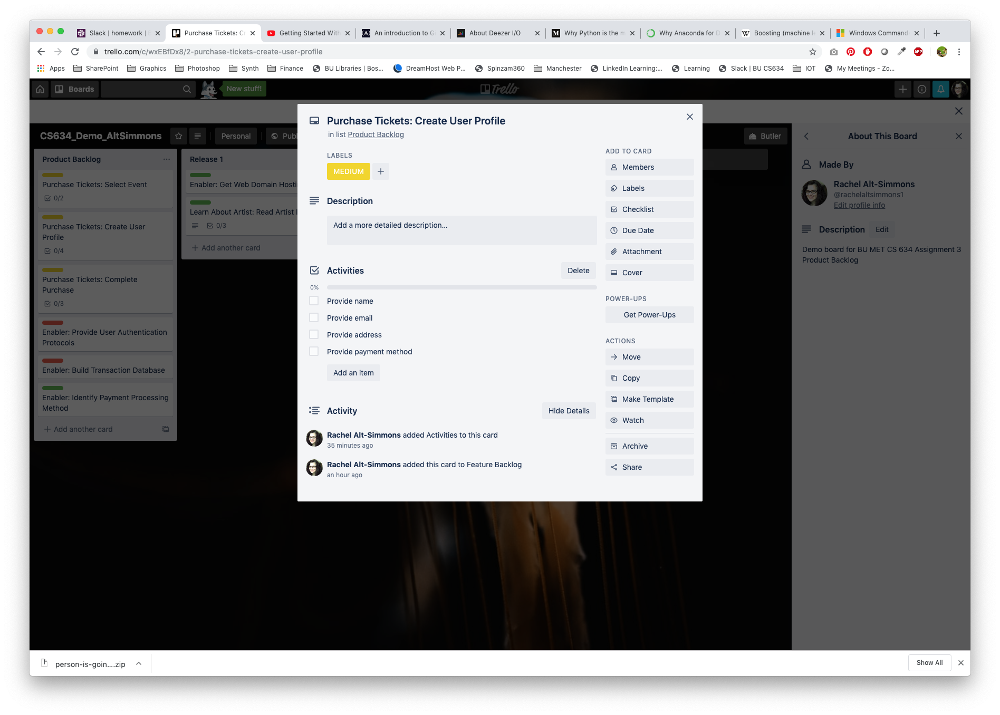 Slack | homework |
Purchase Tickets: C
Getting Started With
An introduction to G
About Deezer I/O
Why Python is the m
Why Anaconda for D
Boosting (machine le
Windows Command
trello.com/c/wxEBfDx8/2-purchase-tickets-create-user-profile
ABP
Apps SharePoint Graphics Photoshop Synth Finance BU Libraries | Bos... DreamHost Web P... Spinzam360 Manchester LinkedIn Learning:... Learning Slack | BU CS634 IOT My Meetings - Zo...
Boards
New stuff!
Trello
CS634_Demo_AltSimmons
Personal
Publ
Butler
Product Backlog
Purchase Tickets: Select Event
0/2
Purchase Tickets: Create User
Profile
0/4
Purchase Tickets: Complete
Purchase
0/3
Enabler: Provide User Authentication
Protocols
Enabler: Build Transaction Database
Enabler: Identify Payment Processing
Method
+ Add another card
Release 1
Enabler: Get Web Domain Hosti
Learn About Artist: Read Artist
0/3
+ Add another card
Purchase Tickets: Create User Profile
in list Product Backlog
LABELS
MEDIUM
Description
Add a more detailed description...
Activities
Delete
0%
Provide name
Provide email
Provide address
Provide payment method
Add an item
Activity
Hide Details
Rachel Alt-Simmons added Activities to this card
35 minutes ago
Rachel Alt-Simmons added this card to Feature Backlog
an hour ago
ADD TO CARD
Members
Labels
Checklist
Due Date
Attachment
Cover
POWER-UPS
Get Power-Ups
ACTIONS
Move
Copy
Make Template
Watch
Archive
Share
About This Board
Made By
Rachel Alt-Simmons
@rachelaltsimmons1
Edit profile info
Description
Edit
Demo board for BU MET CS 634 Assignment 3
Product Backlog
person-is-goin....zip
Show All